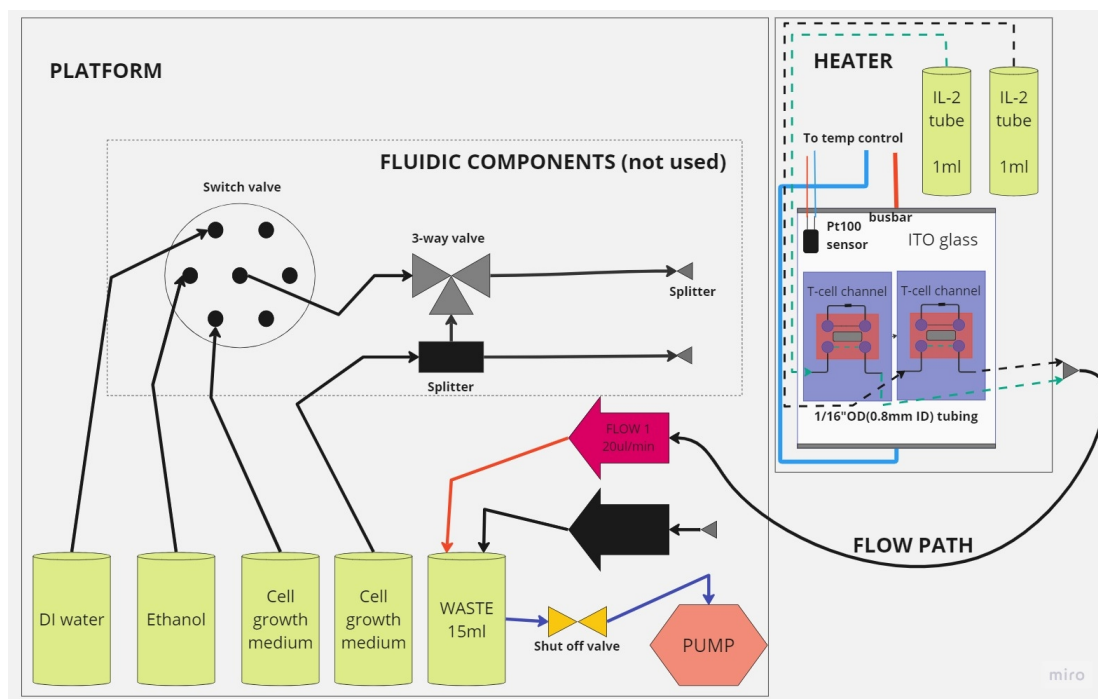 PLATFORM
HEATER
IL-2
tube
1ml
IL-2
tube
1ml
To temp control
FLUIDIC COMPONENTS (not used)
Switch valve
3-way valve
Splitter
Splitter
busbar
Pt100
sensor
ITO glass
T-cell channel
T-cell channel
1/16"OD(0.8mm ID) tubing
FLOW 1
20ul/min
FLOW PATH
DI water
Ethanol
Cell
growth
medium
Cell
growth
medium
WASTE
15ml
Shut off valve
PUMP
miro